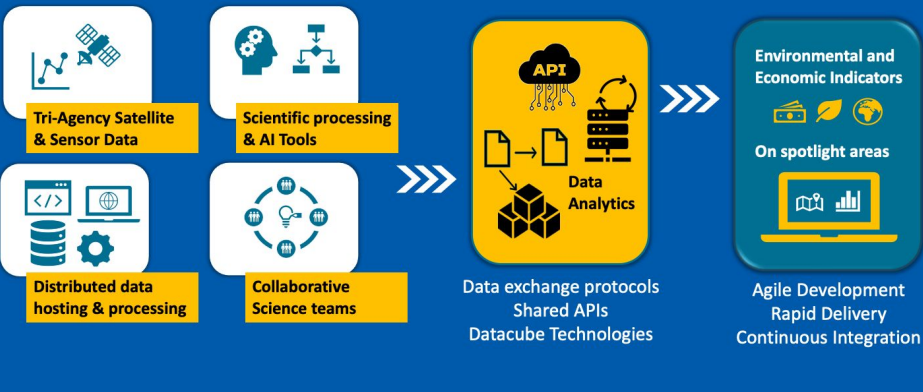 Tri-Agency Satellite
& Sensor Data
Scientific processing
& AI Tools
</>
Distributed data
hosting & processing
Collaborative
Science teams
API
Data
Analytics
Data exchange protocols
Shared APIs
Datacube Technologies
Environmental and
Economic Indicators
On spotlight areas
Agile Development
Rapid Delivery
Continuous Integration